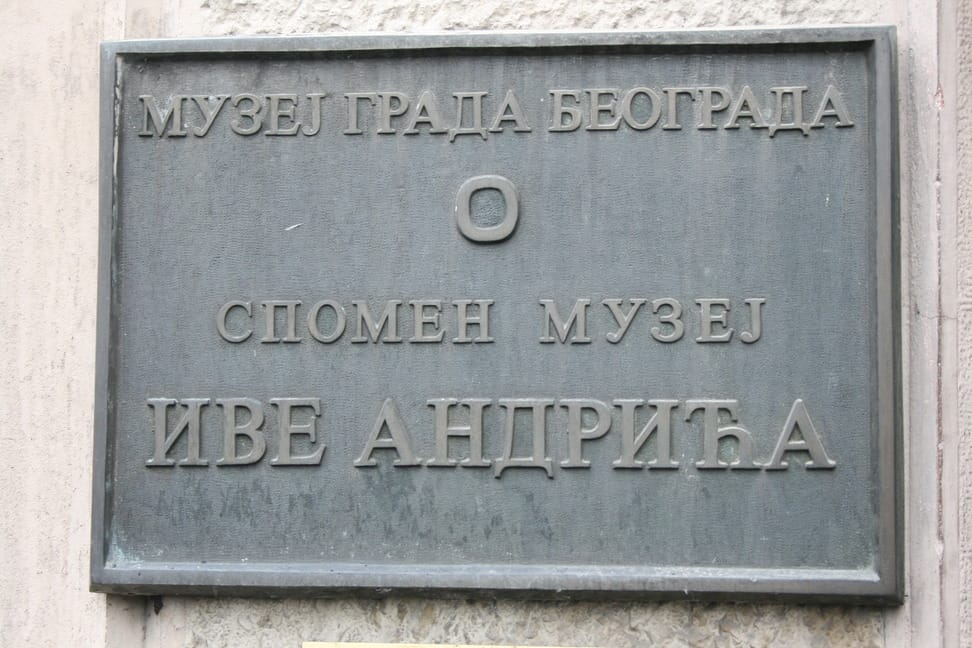 МУЗЕЈ ГРАДА БЕОГРАДА
О
СПОМЕН МУЗЕЈ
ИВЕ АНДРИЋА